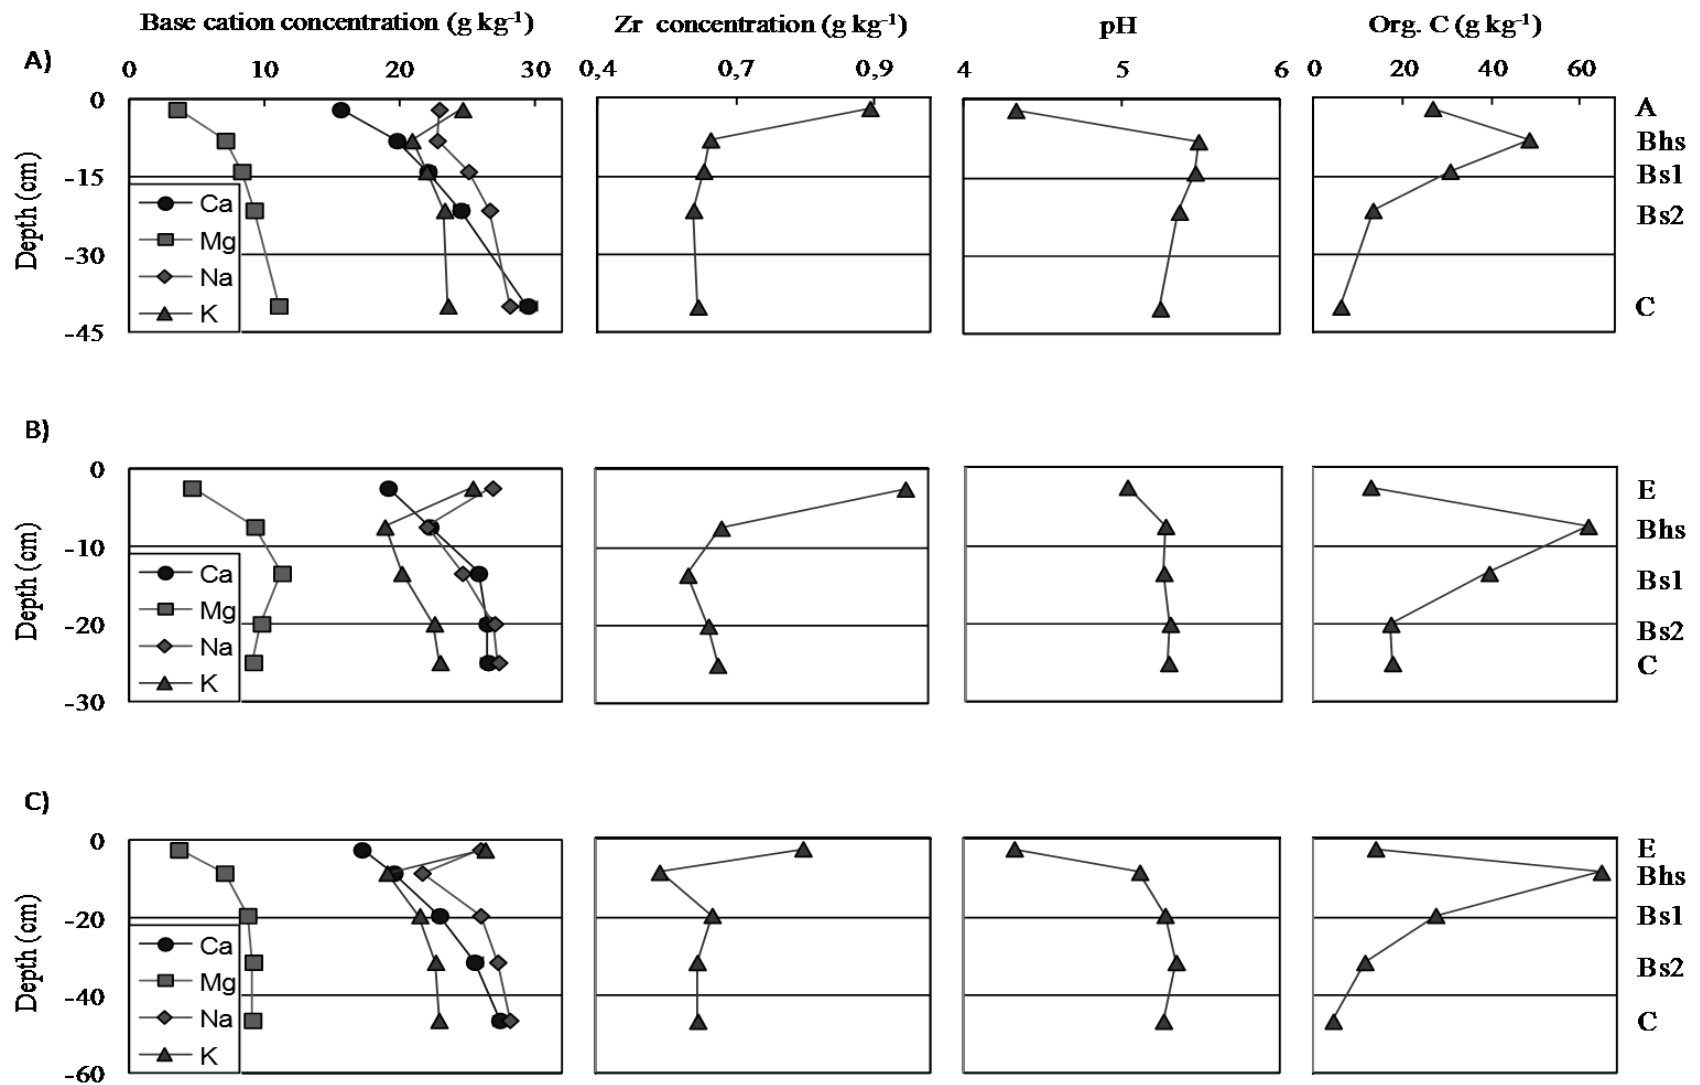 Base cation concentration (g kg⁻¹) Zr concentration (g kg⁻¹) pH Org. C (g kg⁻¹)
A)
0 10 20 30 0,4 0,7 0,9 4 5 6 0 20 40 60
0 A
Bhs
-15 Bs1
Ca Bs2
Mg
-30
Na
K C
-45
Depth (cm)
B)
0 E
Bhs
-10
Ca Bs1
Mg
-20 Bs2
Na C
K
-30
Depth (cm)
C)
0 E
Bhs
-20 Bs1
Ca
Mg Bs2
-40
Na C
K
-60
Depth (cm)